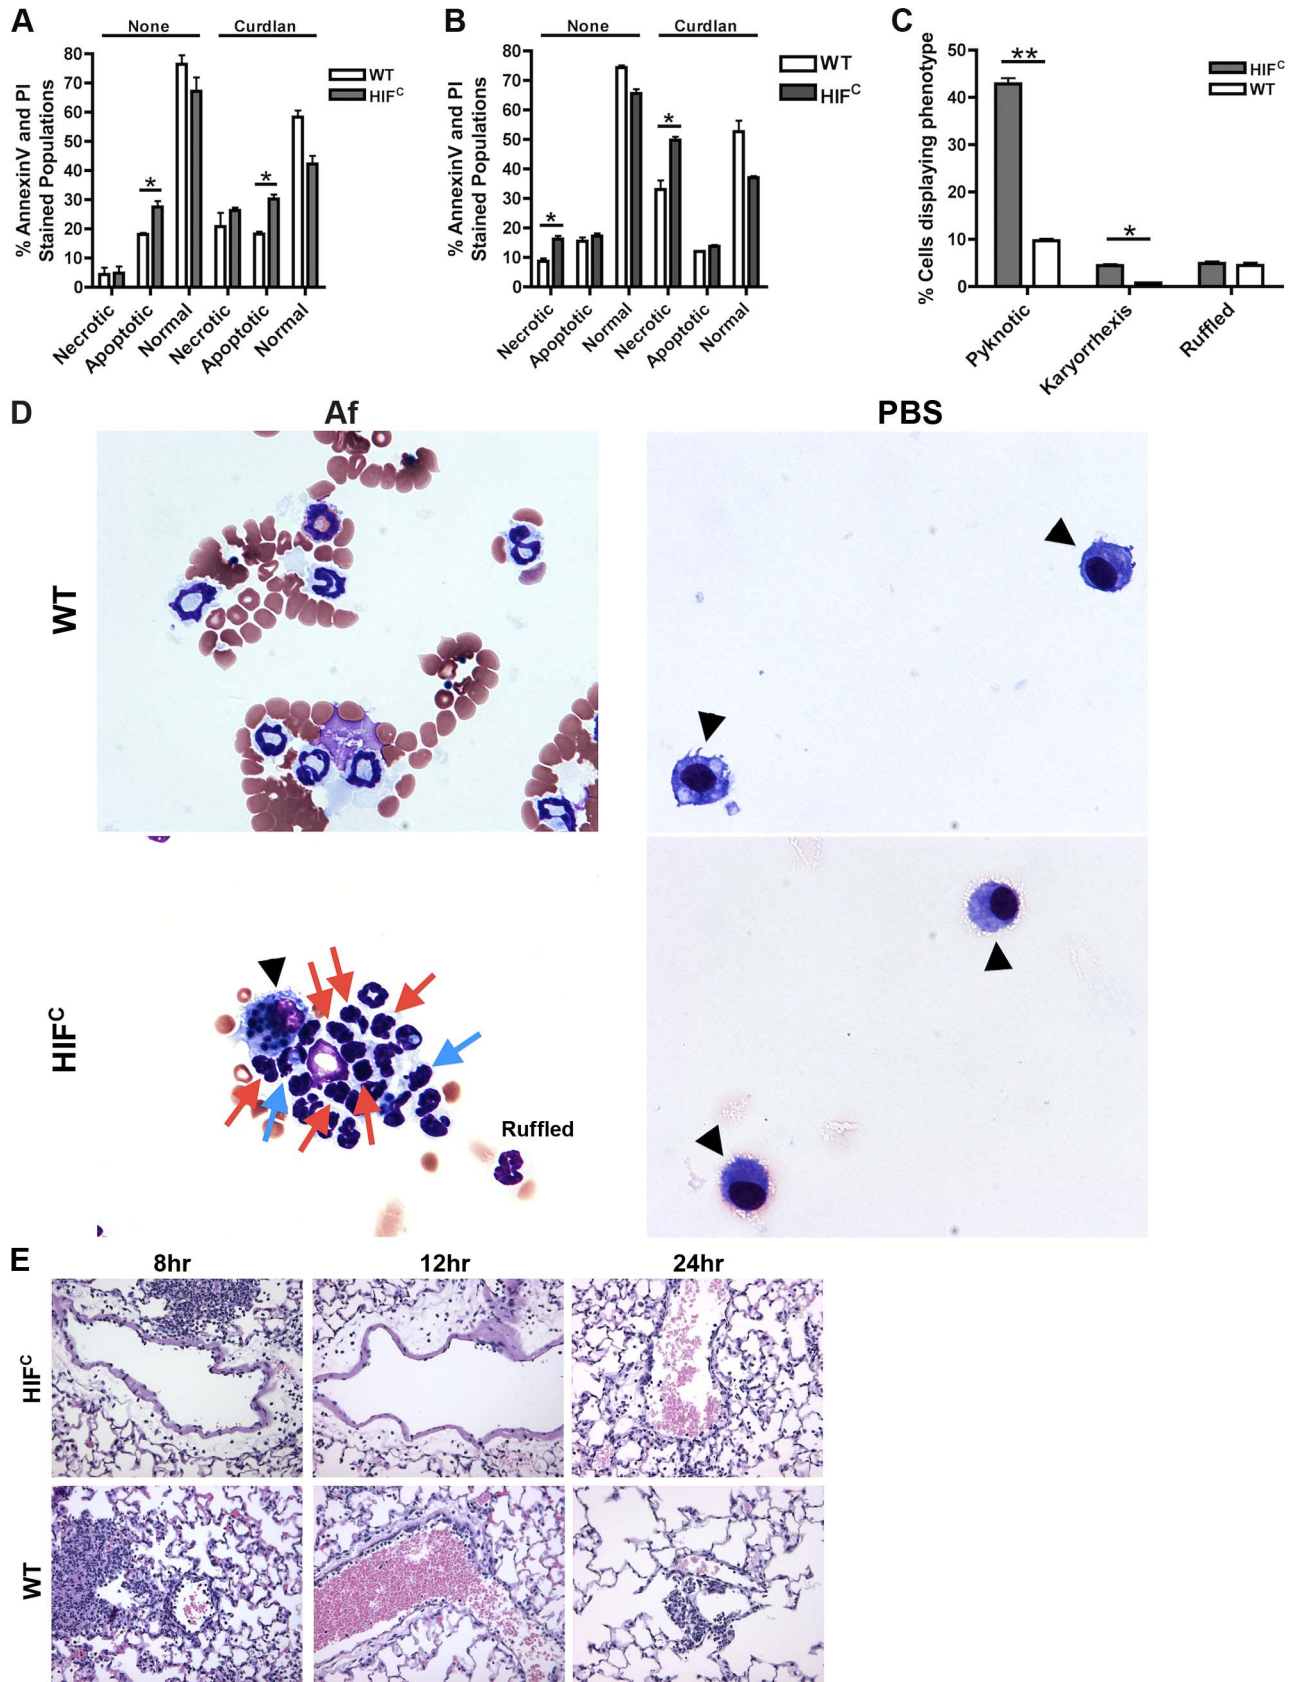 A
None
Curdlan
% AnnexinV and PI
Stained Populations
80
70
60
50
40
30
20
10
0
*
*
WT
HIFC
Necrotic
Apoptotic
Normal
Necrotic
Apoptotic
Normal
B
None
Curdlan
% AnnexinV and PI
Stained Populations
80
70
60
50
40
30
20
10
0
*
*
WT
HIFC
Necrotic
Apoptotic
Normal
Necrotic
Apoptotic
Normal
C
% Cells displaying phenotype
50
40
30
20
10
0
**
*
HIFC
WT
Pyknotic
Karyorrhexis
Ruffled
D
Af
PBS
WT
HIFC
Ruffled
E
8hr
12hr
24hr
HIFC
WT